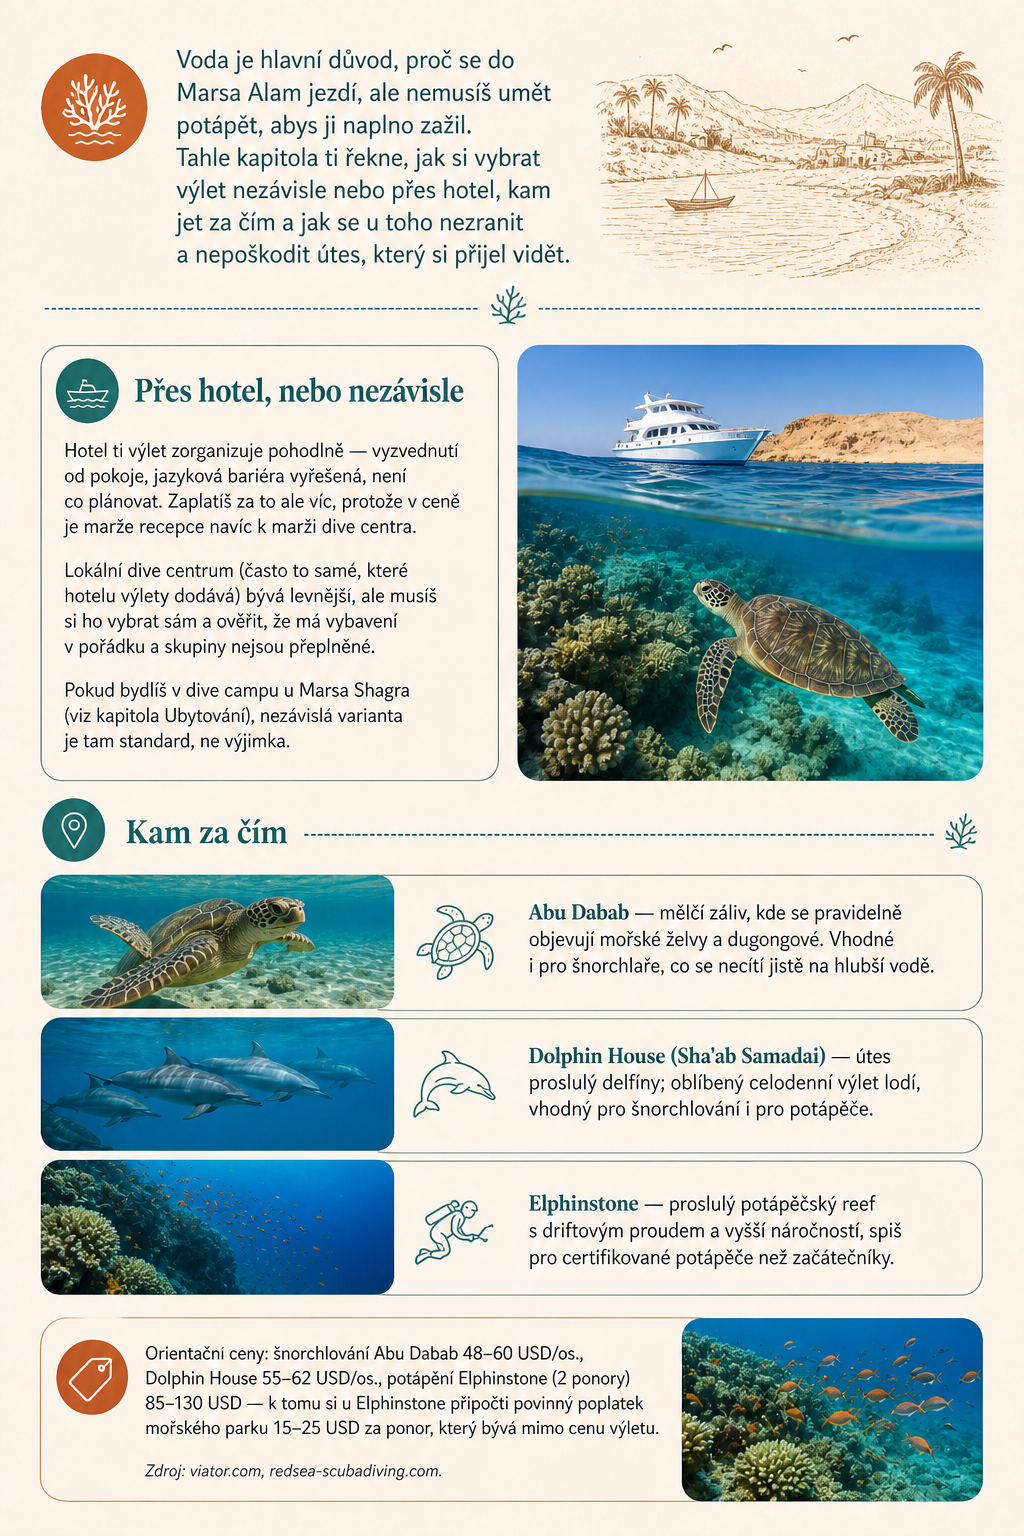 Voda je hlavní důvod, proč se do
Marsa Alam jezdí, ale nemusíš umět
potápět, abys ji naplno zažil.
Tahle kapitola ti řekne, jak si vybrat
výlet nezávisle nebo přes hotel, kam
jet za čím a jak se u toho nezranit
a nepoškodit útes, který si přijel vidět.
Přes hotel, nebo nezávisle
Hotel ti výlet zorganizuje pohodlně — vyzvednutí
od pokoje, jazyková bariéra vyřešená, není
co plánovat. Zaplatíš za to ale víc, protože v ceně
je marže recepce navíc k marži dive centra.
Lokální dive centrum (často to samé, které
hotelu výlety dodává) bývá levnější, ale musíš
si ho vybrat sám a ověřit, že má vybavení
v pořádku a skupiny nejsou přeplněné.
Pokud bydlíš v dive campu u Marsa Shagra
(viz kapitola Ubytování), nezávislá varianta
je tam standard, ne výjimka.
Kam za čím
Abu Dabab — mělčí záliv, kde se pravidelně
objevují mořské želvy a dugongové. Vhodné
i pro šnorchlaře, co se necítí jistě na hlubší vodě.
Dolphin House (Sha'ab Samadai) — útes
proslulý delfíny; oblíbený celodenní výlet lodí,
vhodný pro šnorchlování i pro potápěče.
Elphinstone — proslulý potápěčský reef
s driftovým proudem a vyšší náročností, spiš
pro certifikované potápěče než začátečníky.
Orientační ceny: šnorchlování Abu Dabab 48–60 USD/os.,
Dolphin House 55–62 USD/os., potápění Elphinstone (2 ponory)
85–130 USD — k tomu si u Elphinstone připočti povinný poplatek
mořského parku 15–25 USD za ponor, který bývá mimo cenu výletu.
Zdroj: viator.com, redsea-scubadiving.com.